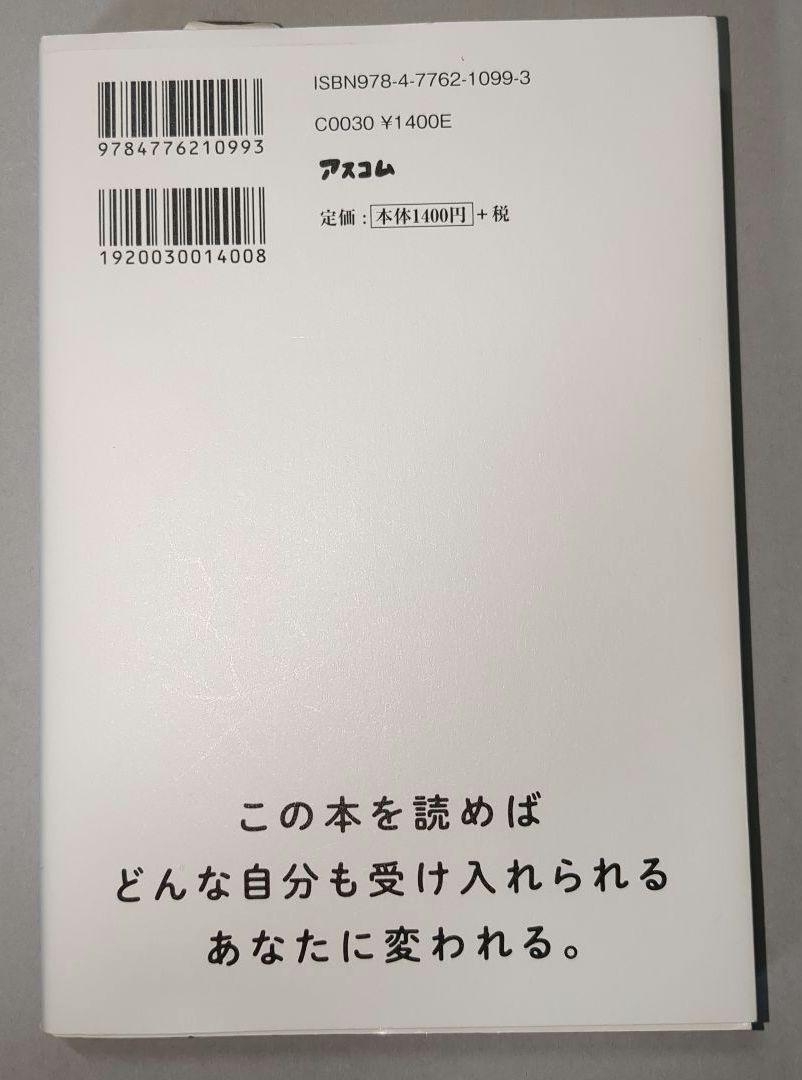 ISBN978-4-7762-1099-3
9784776210993
C0030 ¥1400E
アスコム
定価:本体1400円+税
1920030014008
この本を読めば
どんな自分も受け入れられる
あなたに変われる。